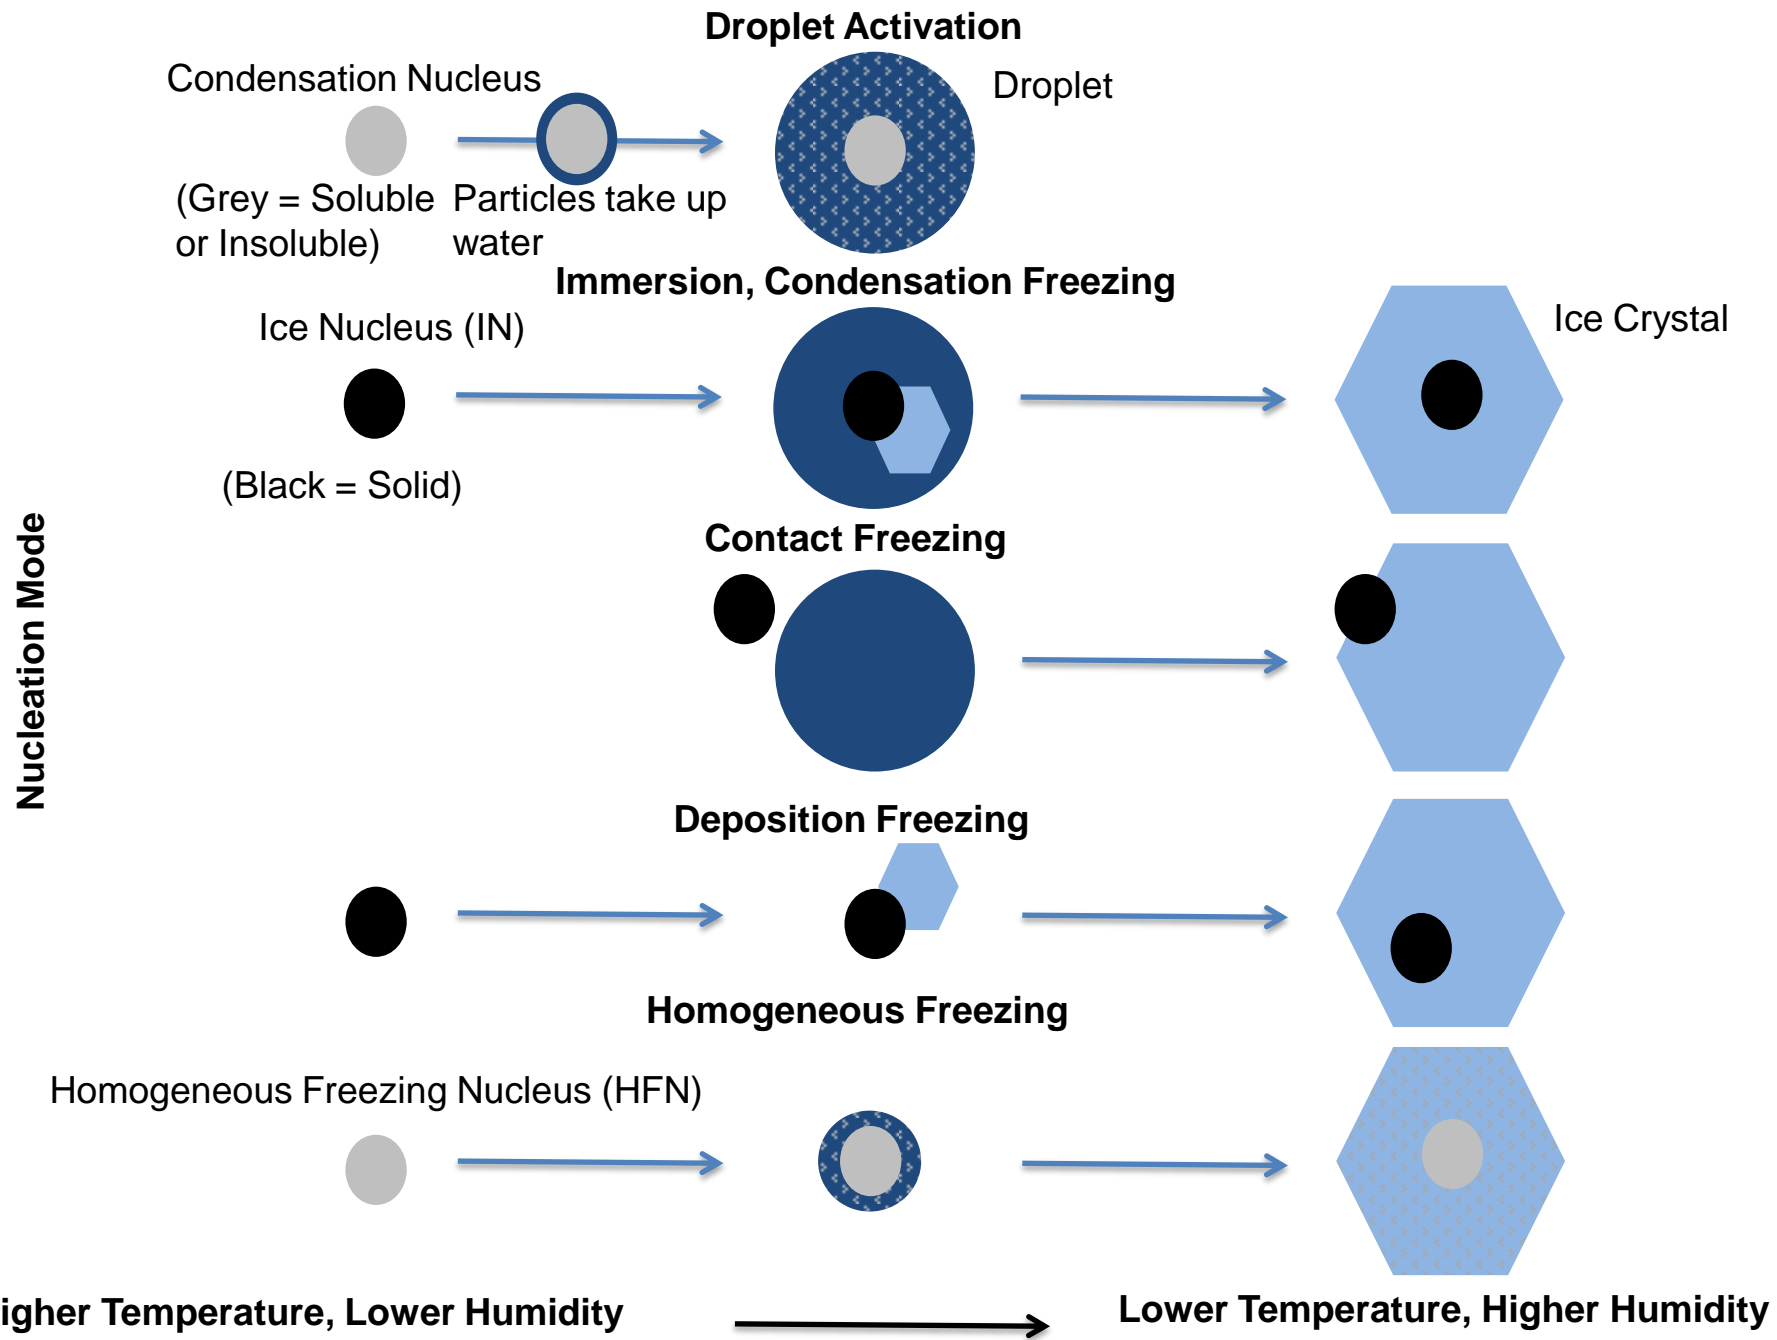 Droplet Activation
Condensation Nucleus
Droplet
(Grey = Soluble
or Insoluble)
Particles take up
water
Immersion, Condensation Freezing
Ice Nucleus (IN)
Ice Crystal
(Black = Solid)
Contact Freezing
Nucleation Mode
Deposition Freezing
Homogeneous Freezing
Homogeneous Freezing Nucleus (HFN)
igher Temperature, Lower Humidity
Lower Temperature, Higher Humidity